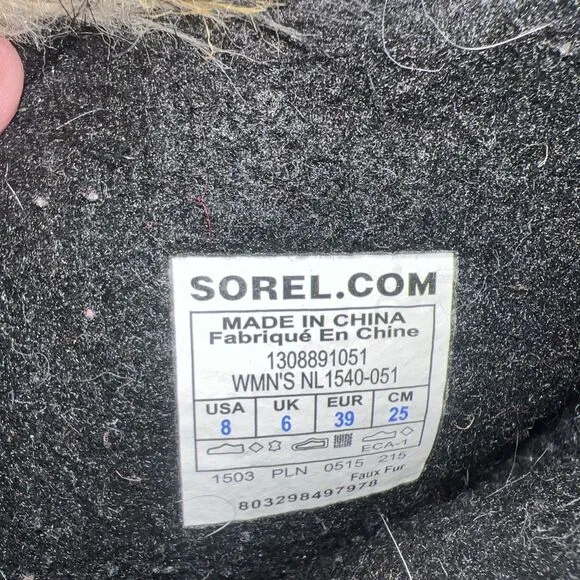 SOREL.COM
MADE IN CHINA
Fabriqué En Chine
1308891051
WMN'S NL1540-051
USA UK EUR CM
8 6 39 25
ECA-1
1503 PLN 0515 215
Faux Fur
803298497978